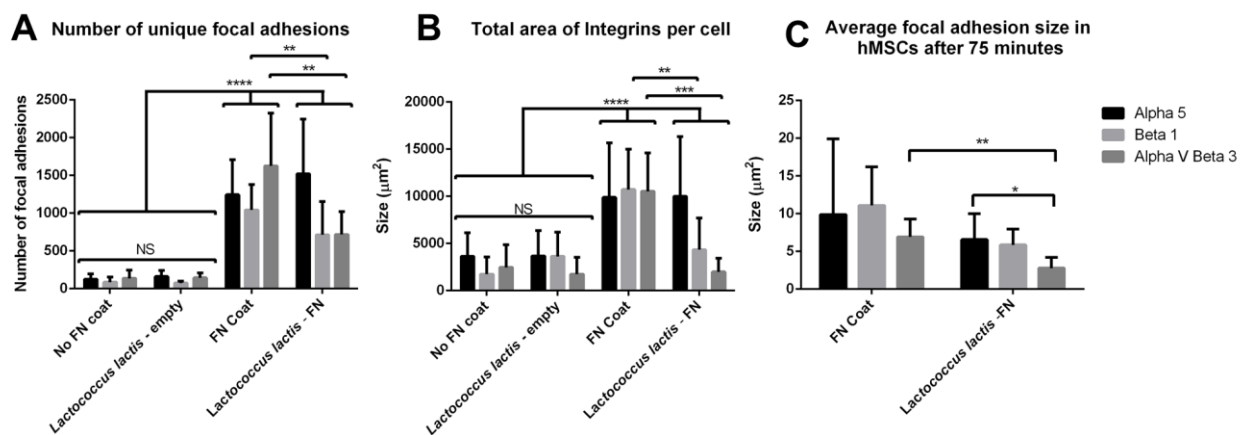 A Number of unique focal adhesions
Number of focal adhesions
2500
2000
1500
1000
500
0
**
**
****
NS
No FN coat
Lactococcus lactis - empty
FN Coat
Lactococcus lactis - FN
B Total area of Integrins per cell
Size (μm²)
20000
15000
10000
5000
0
**
***
****
NS
No FN coat
Lactococcus lactis - empty
FN Coat
Lactococcus lactis - FN
C Average focal adhesion size in
hMSCs after 75 minutes
Size (μm²)
25
20
15
10
5
0
**
*
FN Coat
Lactococcus lactis -FN
Alpha 5
Beta 1
Alpha V Beta 3